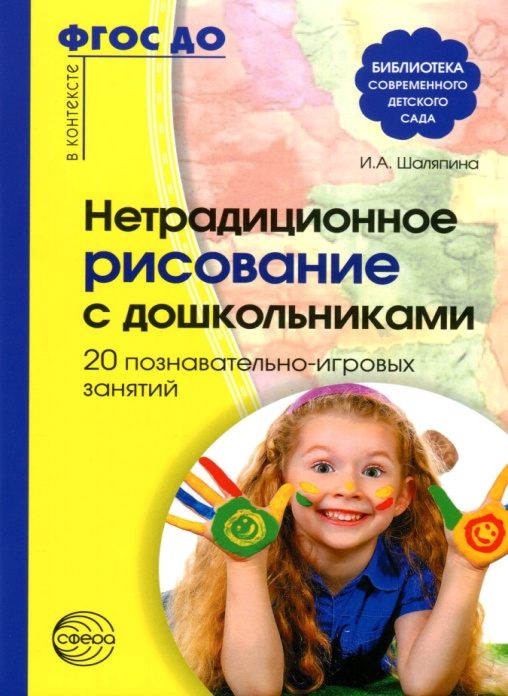 в контексте
ФГОС ДО
БИБЛИОТЕКА
СОВРЕМЕННОГО
ДЕТСКОГО
САДА
И.А. Шаляпина
Нетрадиционное
рисование
с дошкольниками
20 познавательно-игровых
занятий
сфера